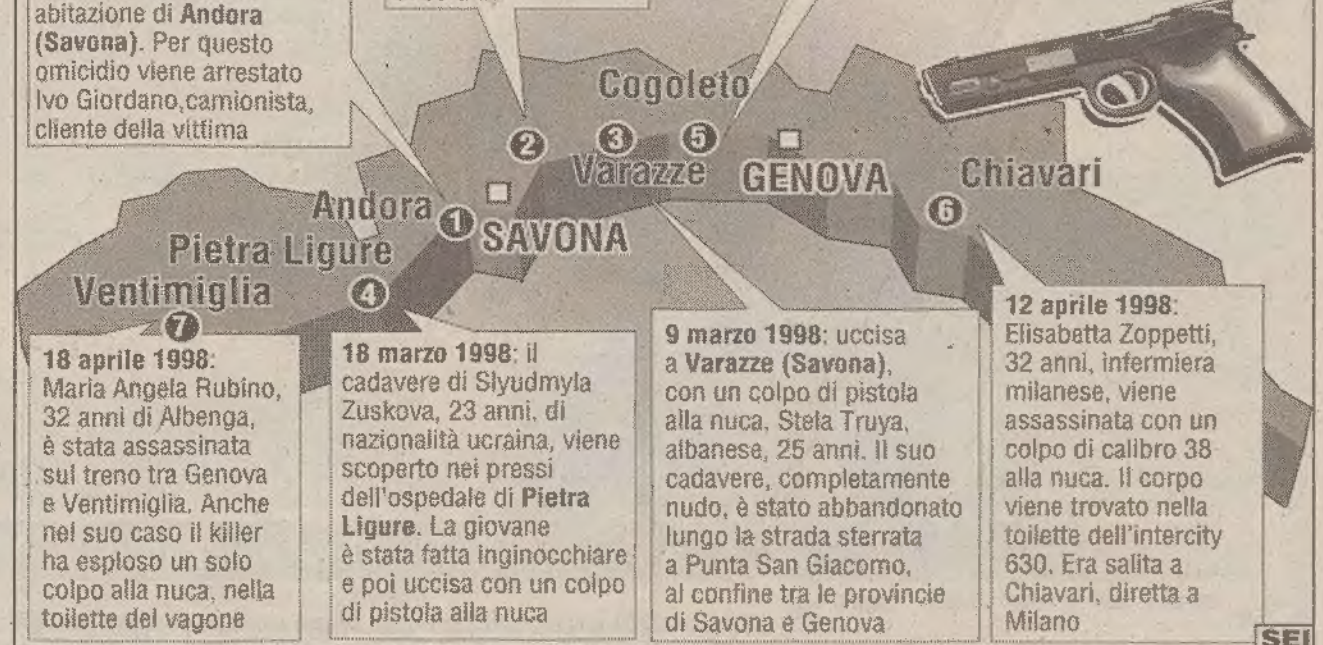 abitazione di Andora
(Savona). Per questo
omicidio viene arrestato
Ivo Giordano,camionista,
cliente della vittima
Cogoleto
2
3
5
Varazze
GENOVA
Chiavari
6
Andora
1
SAVONA
Pietra Ligure
4
Ventimiglia
7
18 aprile 1998:
Maria Angela Rubino,
32 anni di Albenga,
è stata assassinata
sul treno tra Genova
e Ventimiglia. Anche
nel suo caso il killer
ha esploso un solo
colpo alla nuca, nella
toilette del vagone
18 marzo 1998: il
cadavere di Slyudmyla
Zuskova, 23 anni, di
nazionalità ucraina, viene
scoperto nei pressi
dell'ospedale di Pietra
Ligure. La giovane
è stata fatta inginocchiare
e poi uccisa con un colpo
di pistola alla nuca
9 marzo 1998: uccisa
a Varazze (Savona),
con un colpo di pistola
alla nuca, Stela Truya,
albanese, 25 anni. Il suo
cadavere, completamente
nudo, è stato abbandonato
lungo la strada sterrata
a Punta San Giacomo,
al confine tra le provincie
di Savona e Genova
12 aprile 1998:
Elisabetta Zoppetti,
32 anni, infermiera
milanese, viene
assassinata con un
colpo di calibro 38
alla nuca. Il corpo
viene trovato nella
toilette dell'intercity
630. Era salita a
Chiavari, diretta a
Milano
SEI